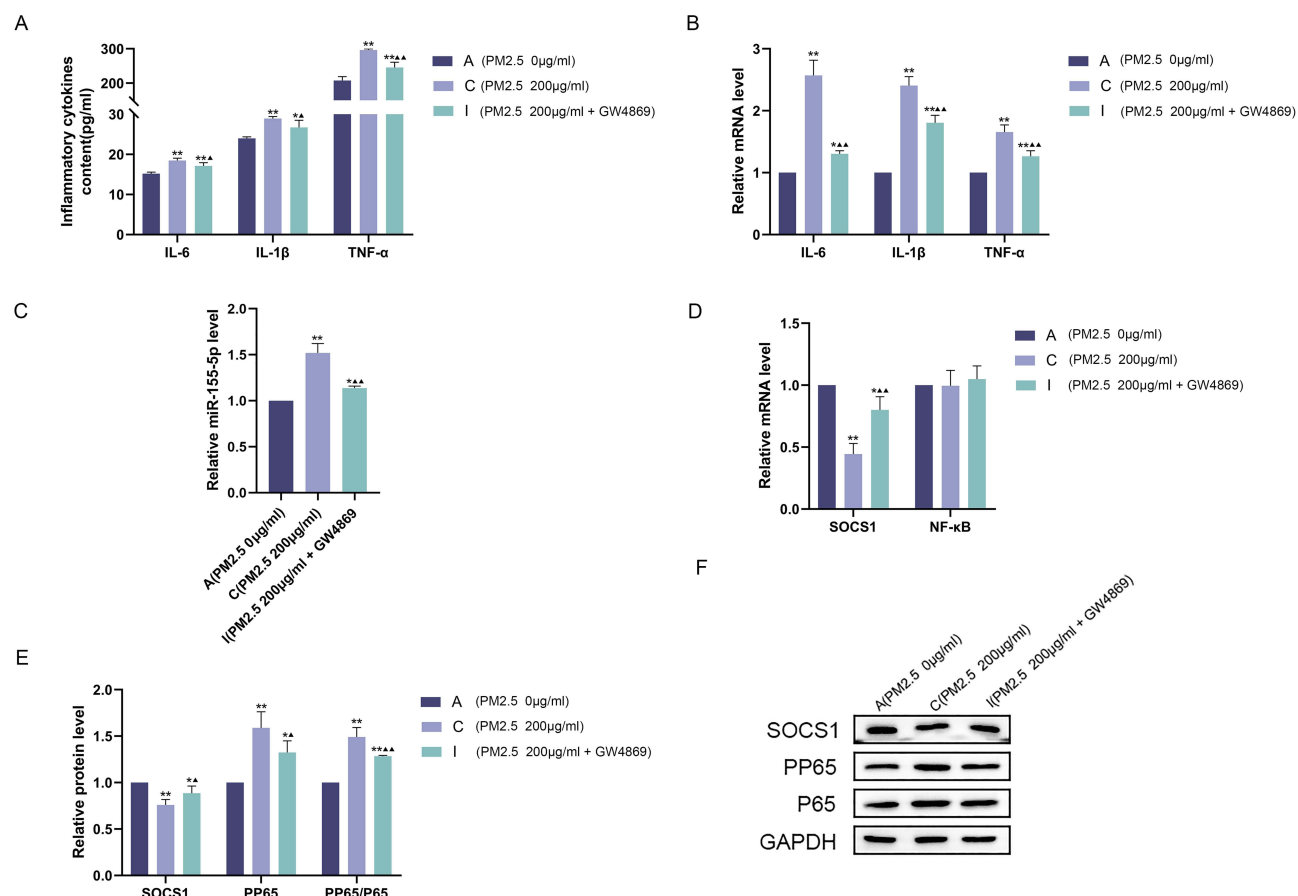 A
Inflammatory cytokines
content(pg/ml)
300
200
30
20
10
0
** **▲ ** *▲ ** **▲▲
IL-6 IL-1β TNF-α
A (PM2.5 0μg/ml)
C (PM2.5 200μg/ml)
I (PM2.5 200μg/ml + GW4869)
B
Relative mRNA level
3
2
1
0
** *▲▲ ** **▲▲ ** **▲▲
IL-6 IL-1β TNF-α
A (PM2.5 0μg/ml)
C (PM2.5 200μg/ml)
I (PM2.5 200μg/ml + GW4869)
C
Relative miR-155-5p level
2.0
1.5
1.0
0.5
0.0
** *▲▲
A(PM2.5 0μg/ml)
C(PM2.5 200μg/ml)
I(PM2.5 200μg/ml + GW4869
D
Relative mRNA level
1.5
1.0
0.5
0.0
** *▲▲
SOCS1 NF-κB
A (PM2.5 0μg/ml)
C (PM2.5 200μg/ml)
I (PM2.5 200μg/ml + GW4869)
E
Relative protein level
2.0
1.5
1.0
0.5
0.0
** *▲ ** *▲ ** **▲▲
SOCS1 PP65 PP65/P65
A (PM2.5 0μg/ml)
C (PM2.5 200μg/ml)
I (PM2.5 200μg/ml + GW4869)
F
A(PM2.5 0μg/ml)
C(PM2.5 200μg/ml)
I(PM2.5 200μg/ml + GW4869)
SOCS1
PP65
P65
GAPDH